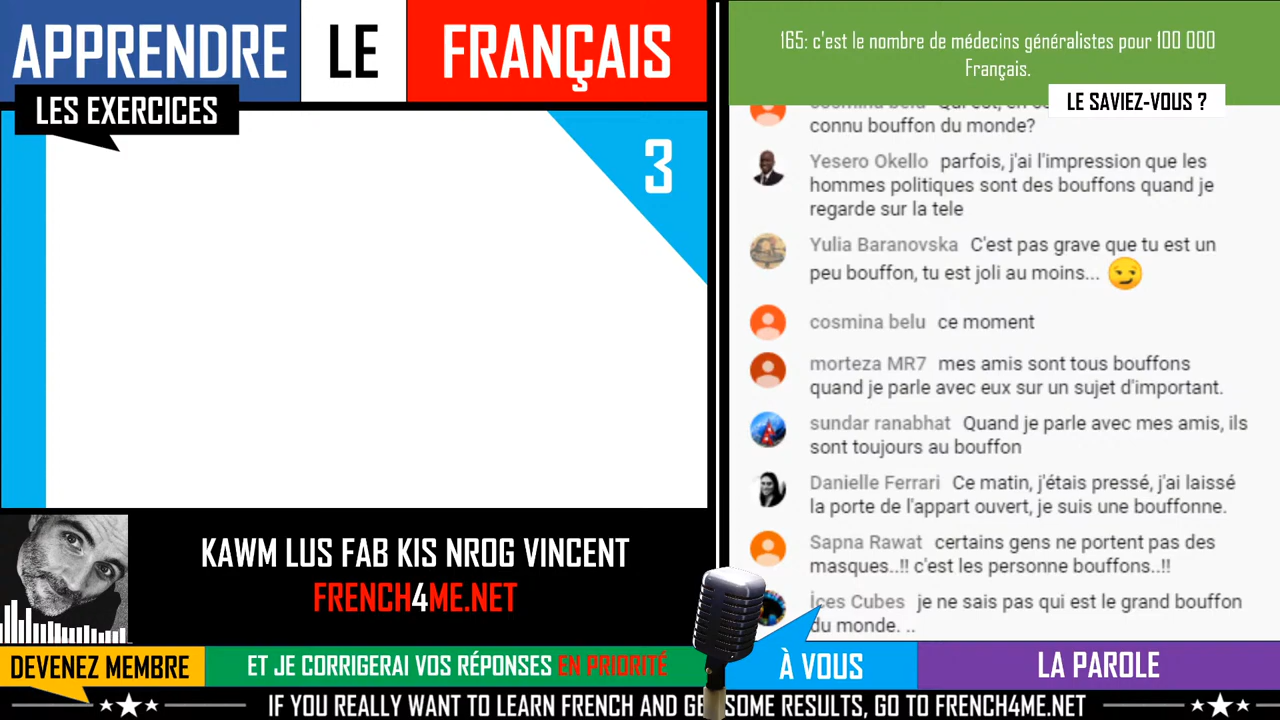 APPRENDRE LE FRANÇAIS
LES EXERCICES
3
KAWM LUS FAB KIS NROG VINCENT
FRENCH4ME.NET
DEVENEZ MEMBRE
ET JE CORRIGERAI VOS RÉPONSES EN PRIORITÉ
165: c'est le nombre de médecins généralistes pour 100 000
Français.
LE SAVIEZ-VOUS ?
cosmina belu
connu bouffon du monde?
Yesero Okello parfois, j'ai l'impression que les
hommes politiques sont des bouffons quand je
regarde sur la tele
Yulia Baranovska C'est pas grave que tu est un
peu bouffon, tu est joli au moins... 😏
cosmina belu ce moment
morteza MR7 mes amis sont tous bouffons
quand je parle avec eux sur un sujet d'important.
sundar ranabhat Quand je parle avec mes amis, ils
sont toujours au bouffon
Danielle Ferrari Ce matin, j'étais pressé, j'ai laissé
la porte de l'appart ouvert, je suis une bouffonne.
Sapna Rawat certains gens ne portent pas des
masques..!! c'est les personne bouffons..!!
İces Cubes je ne sais pas qui est le grand bouffon
du monde. ..
À VOUS LA PAROLE
IF YOU REALLY WANT TO LEARN FRENCH AND GET SOME RESULTS, GO TO FRENCH4ME.NET